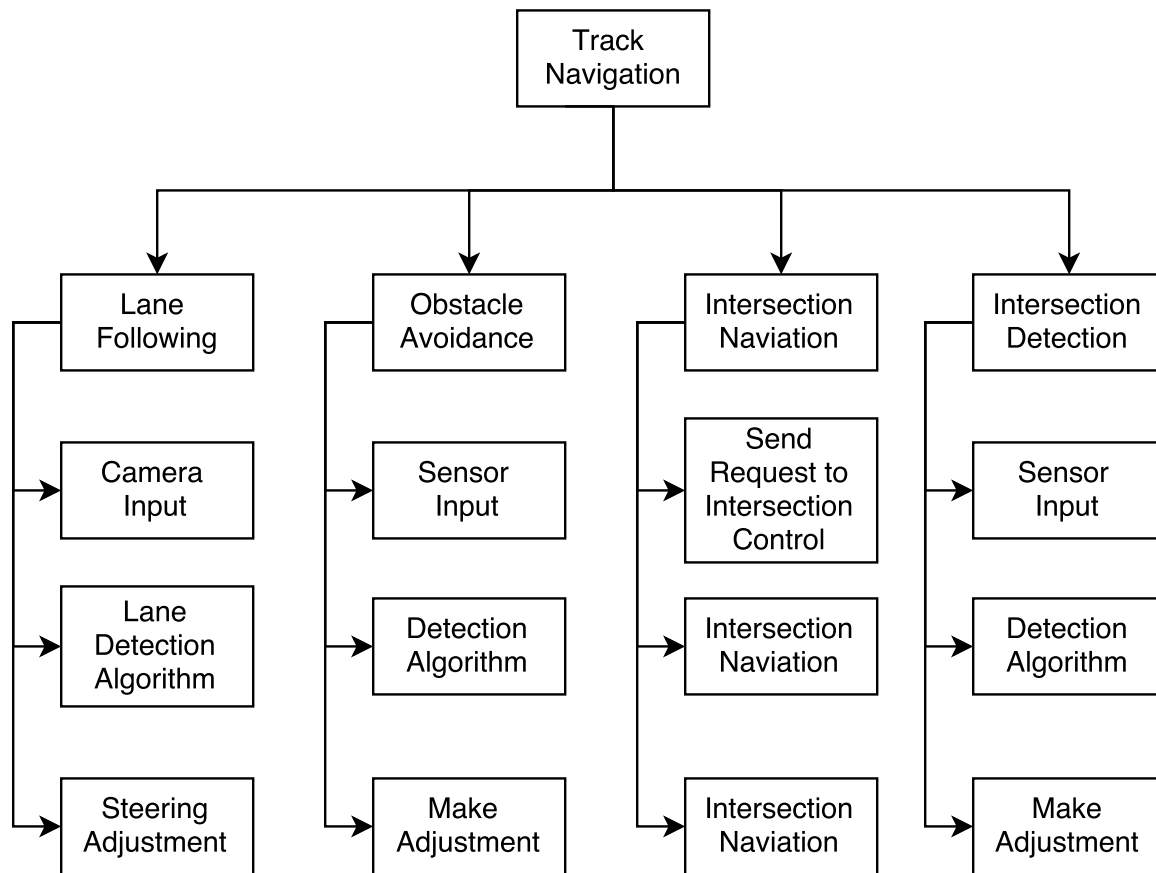 Track
Navigation
Lane
Following
Obstacle
Avoidance
Intersection
Naviation
Intersection
Detection
Camera
Input
Sensor
Input
Send
Request to
Intersection
Control
Sensor
Input
Lane
Detection
Algorithm
Detection
Algorithm
Intersection
Naviation
Detection
Algorithm
Steering
Adjustment
Make
Adjustment
Intersection
Naviation
Make
Adjustment